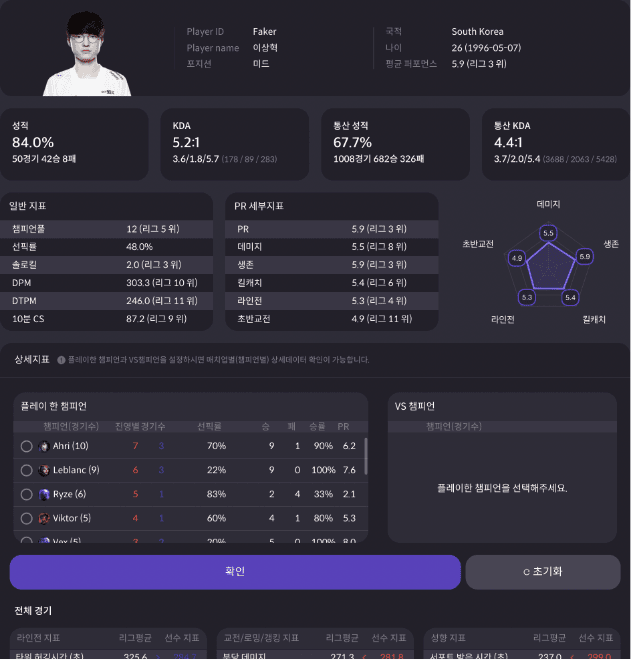 Player ID Faker 국적 South Korea
Player name 이상혁 나이 26 (1996-05-07)
포지션 미드 평균 퍼포먼스 5.9 (리그 3 위)
성적 KDA 통산 성적 통산 KDA
84.0% 5.2:1 67.7% 4.4:1
50경기 42승 8패 3.6/1.8/5.7 (178 / 89 / 283) 1008경기 682승 326패 3.7/2.0/5.4 (3688 / 2063 / 5428)
일반 지표
챔피언풀 12 (리그 5 위)
선픽률 48.0%
솔로킬 2.0 (리그 3 위)
DPM 303.3 (리그 10 위)
DTPM 246.0 (리그 11 위)
10분 CS 87.2 (리그 9 위)
PR 세부지표
PR 5.9 (리그 3 위)
데미지 5.5 (리그 8 위)
생존 5.9 (리그 3 위)
킬캐치 5.4 (리그 6 위)
라인전 5.3 (리그 4 위)
초반교전 4.9 (리그 11 위)
데미지
5.5
초반교전 생존
4.9 5.9
5.3 5.4
라인전 킬캐치
상세지표 플레이한 챔피언과 VS챔피언을 설정하시면 매치업별(챔피언별) 상세데이터 확인이 가능합니다.
플레이 한 챔피언
챔피언(경기수) 진영별 경기수 선픽률 승 패 승률 PR
Ahri (10) 7 3 70% 9 1 90% 6.2
Leblanc (9) 6 3 22% 9 0 100% 7.6
Ryze (6) 5 1 83% 2 4 33% 2.1
Viktor (5) 4 1 60% 4 1 80% 5.3
Vex (5) 3 2 20% 5 0 100% 8.0
VS 챔피언
챔피언(경기수)
플레이한 챔피언을 선택해주세요.
확인 초기화
전체 경기
라인전 지표 리그평균 선수 지표 교전/로밍/갱킹 지표 리그평균 선수 지표 성향 지표 리그평균 선수 지표
타워 허깅시간 (초) 325.6 분당 데미지 271.3 281.8 서포트 받은 시간 (초) 237.0 299.0